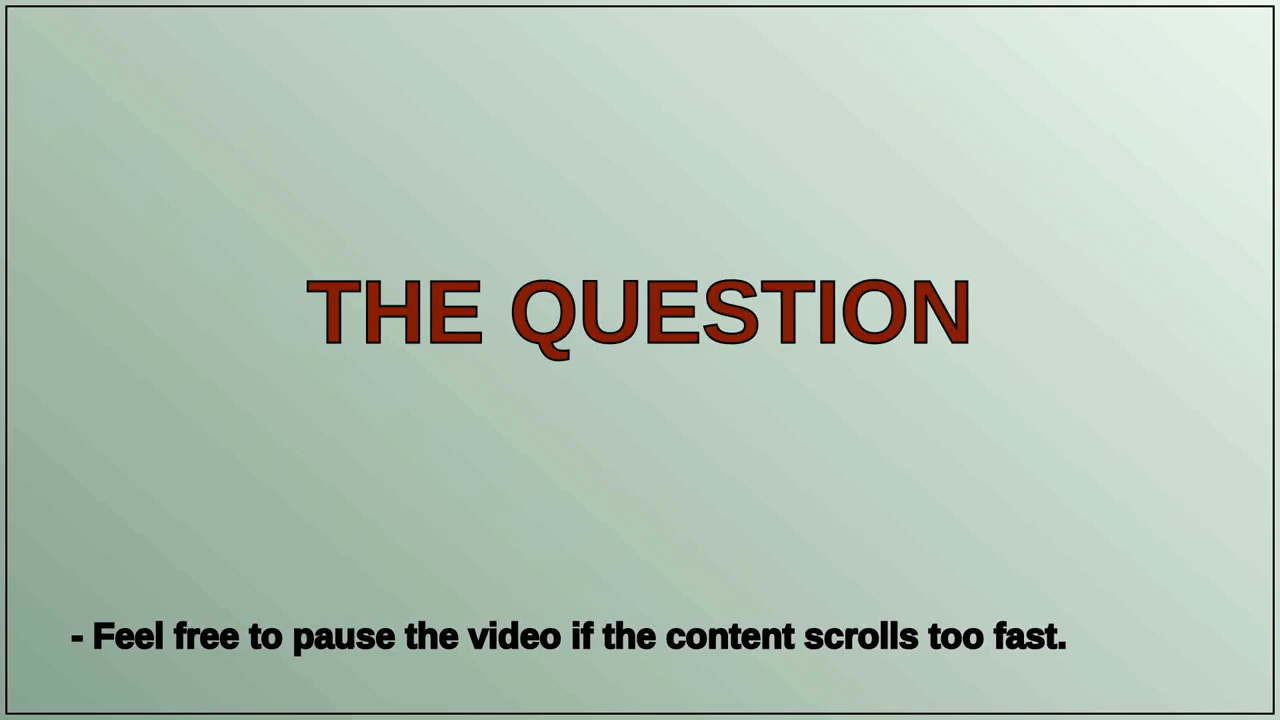 THE QUESTION
- Feel free to pause the video if the content scrolls too fast.